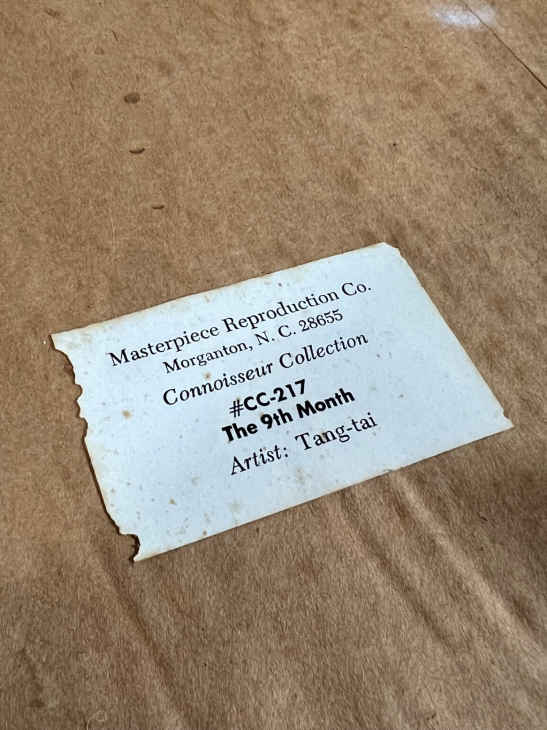 Masterpiece Reproduction Co.
Morganton, N. C. 28655
Connoisseur Collection
#CC-217
The 9th Month
Artist: Tang-tai